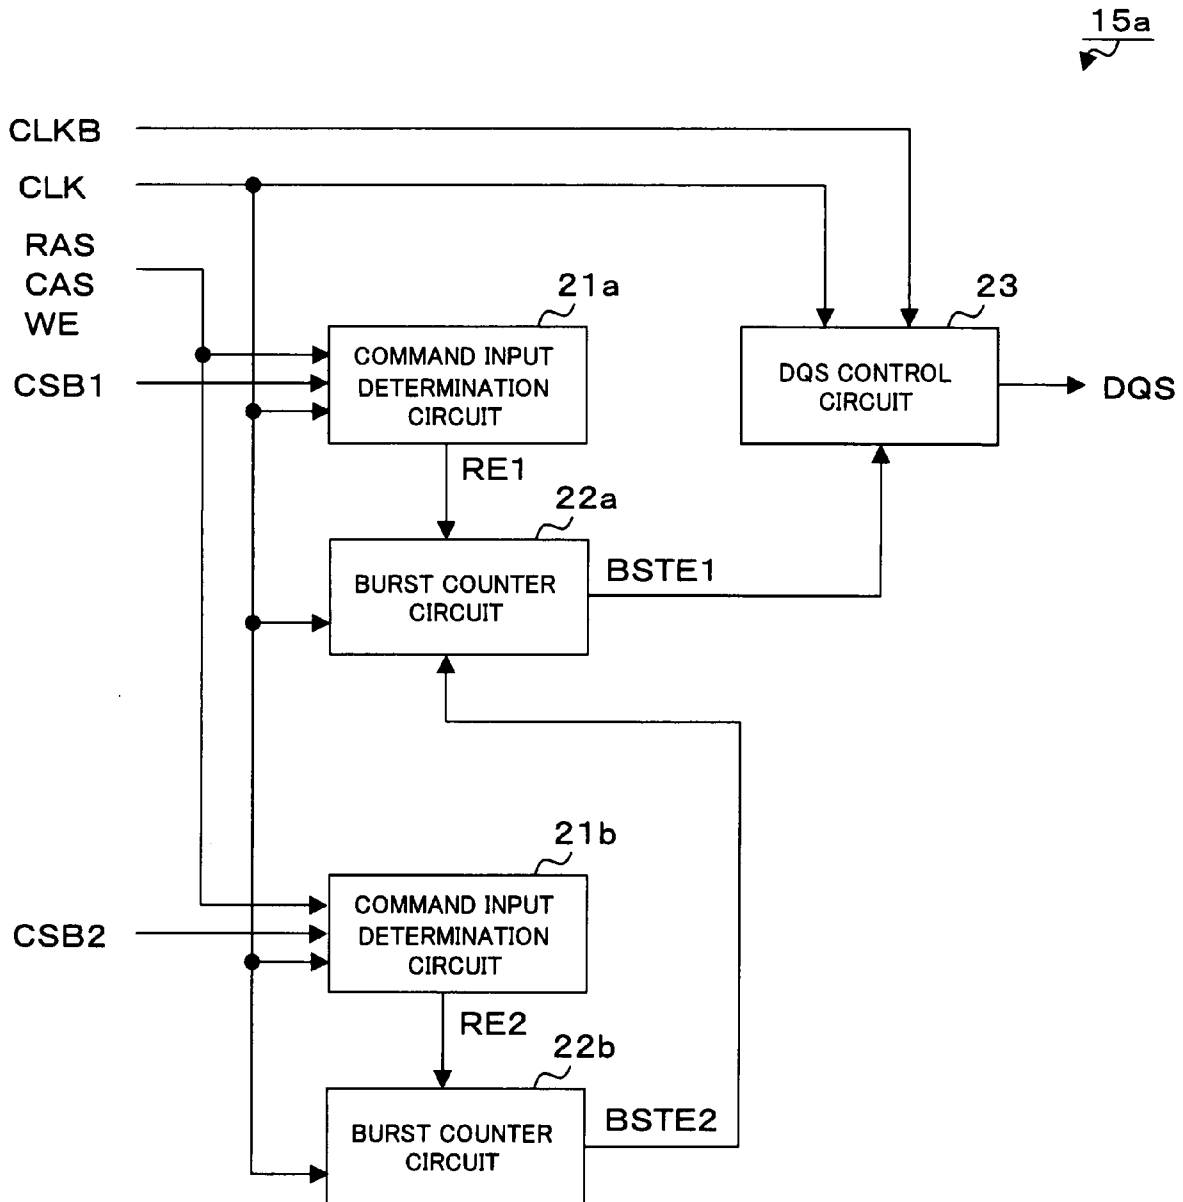 15a
CLKB
CLK
RAS
CAS
WE
CSB1
21a
COMMAND INPUT
DETERMINATION
CIRCUIT
23
DQS CONTROL
CIRCUIT
DQS
RE1
22a
BURST COUNTER
CIRCUIT
BSTE1
21b
CSB2
COMMAND INPUT
DETERMINATION
CIRCUIT
RE2
22b
BURST COUNTER
CIRCUIT
BSTE2